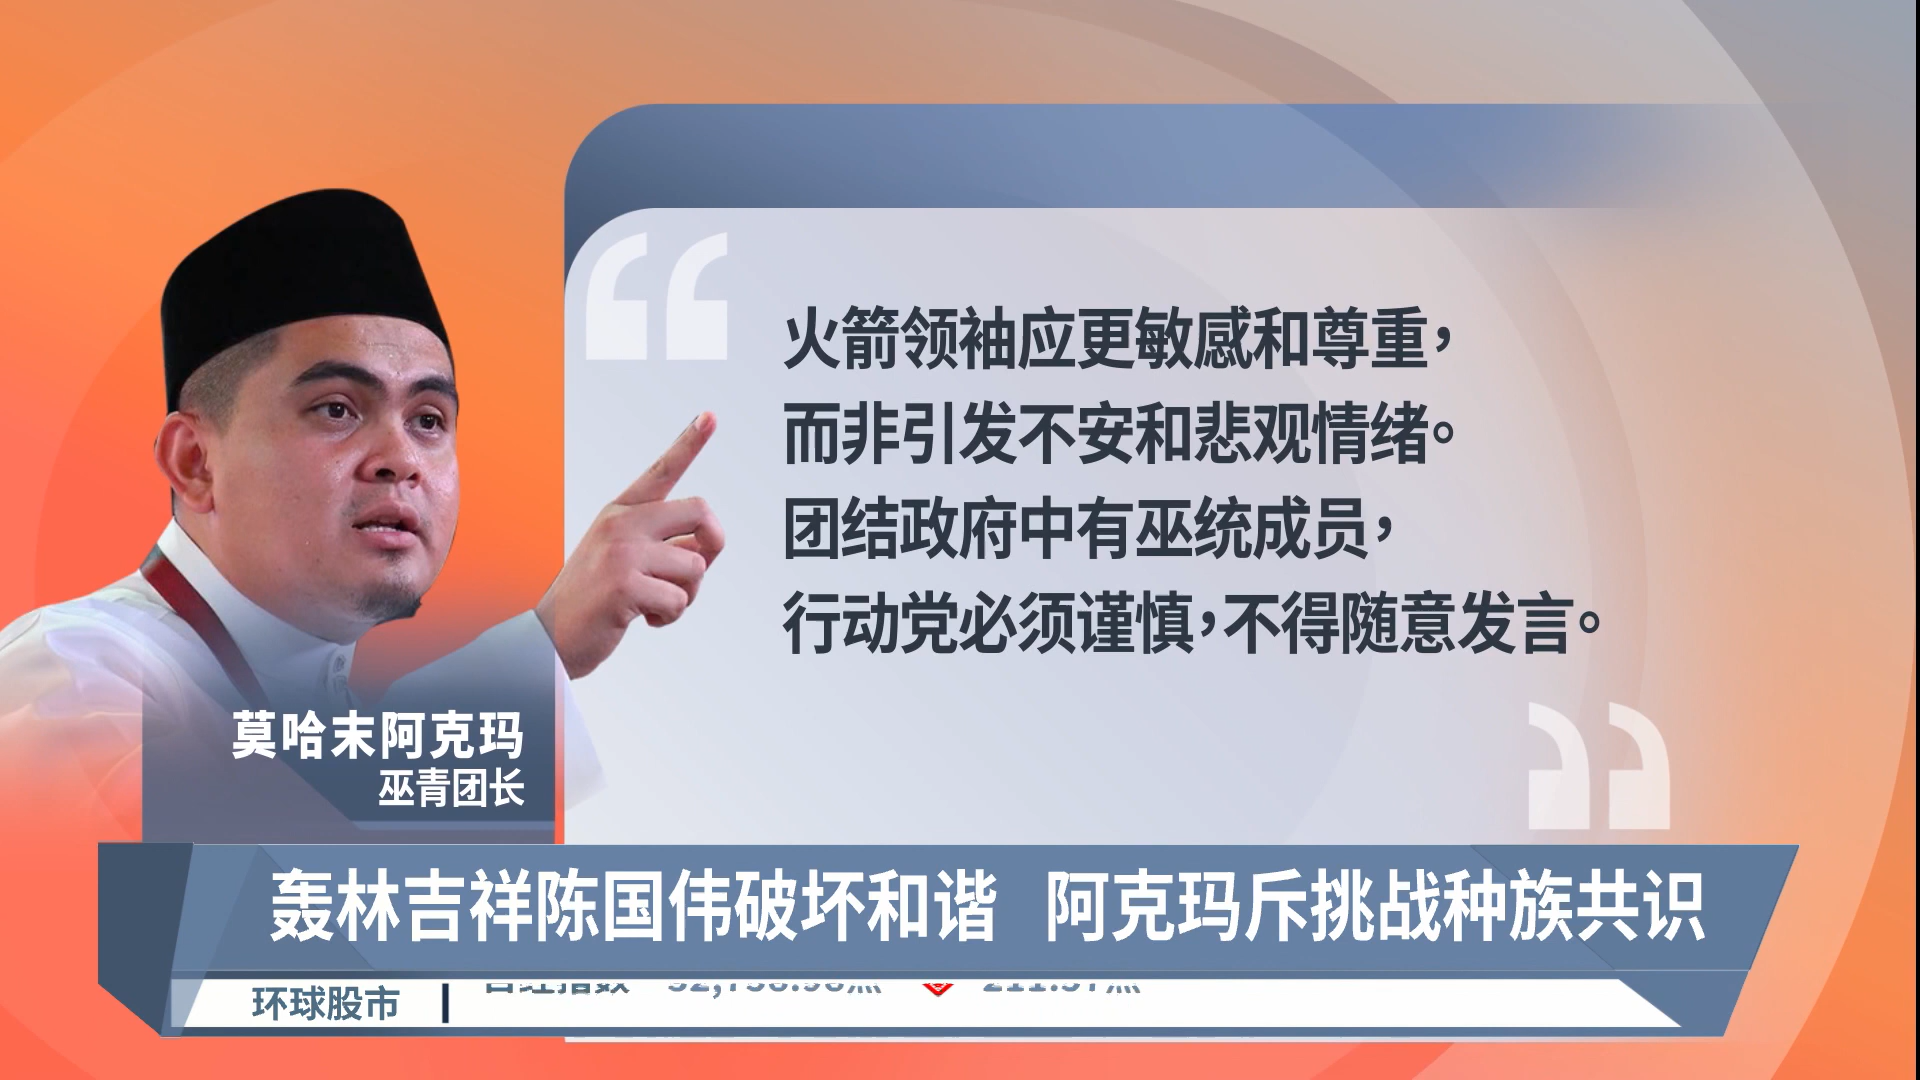 火箭领袖应更敏感和尊重，
而非引发不安和悲观情绪。
团结政府中有巫统成员，
行动党必须谨慎，不得随意发言。
莫哈末阿克玛
巫青团长
轰林吉祥陈国伟破坏和谐 阿克玛斥挑战种族共识
环球股市